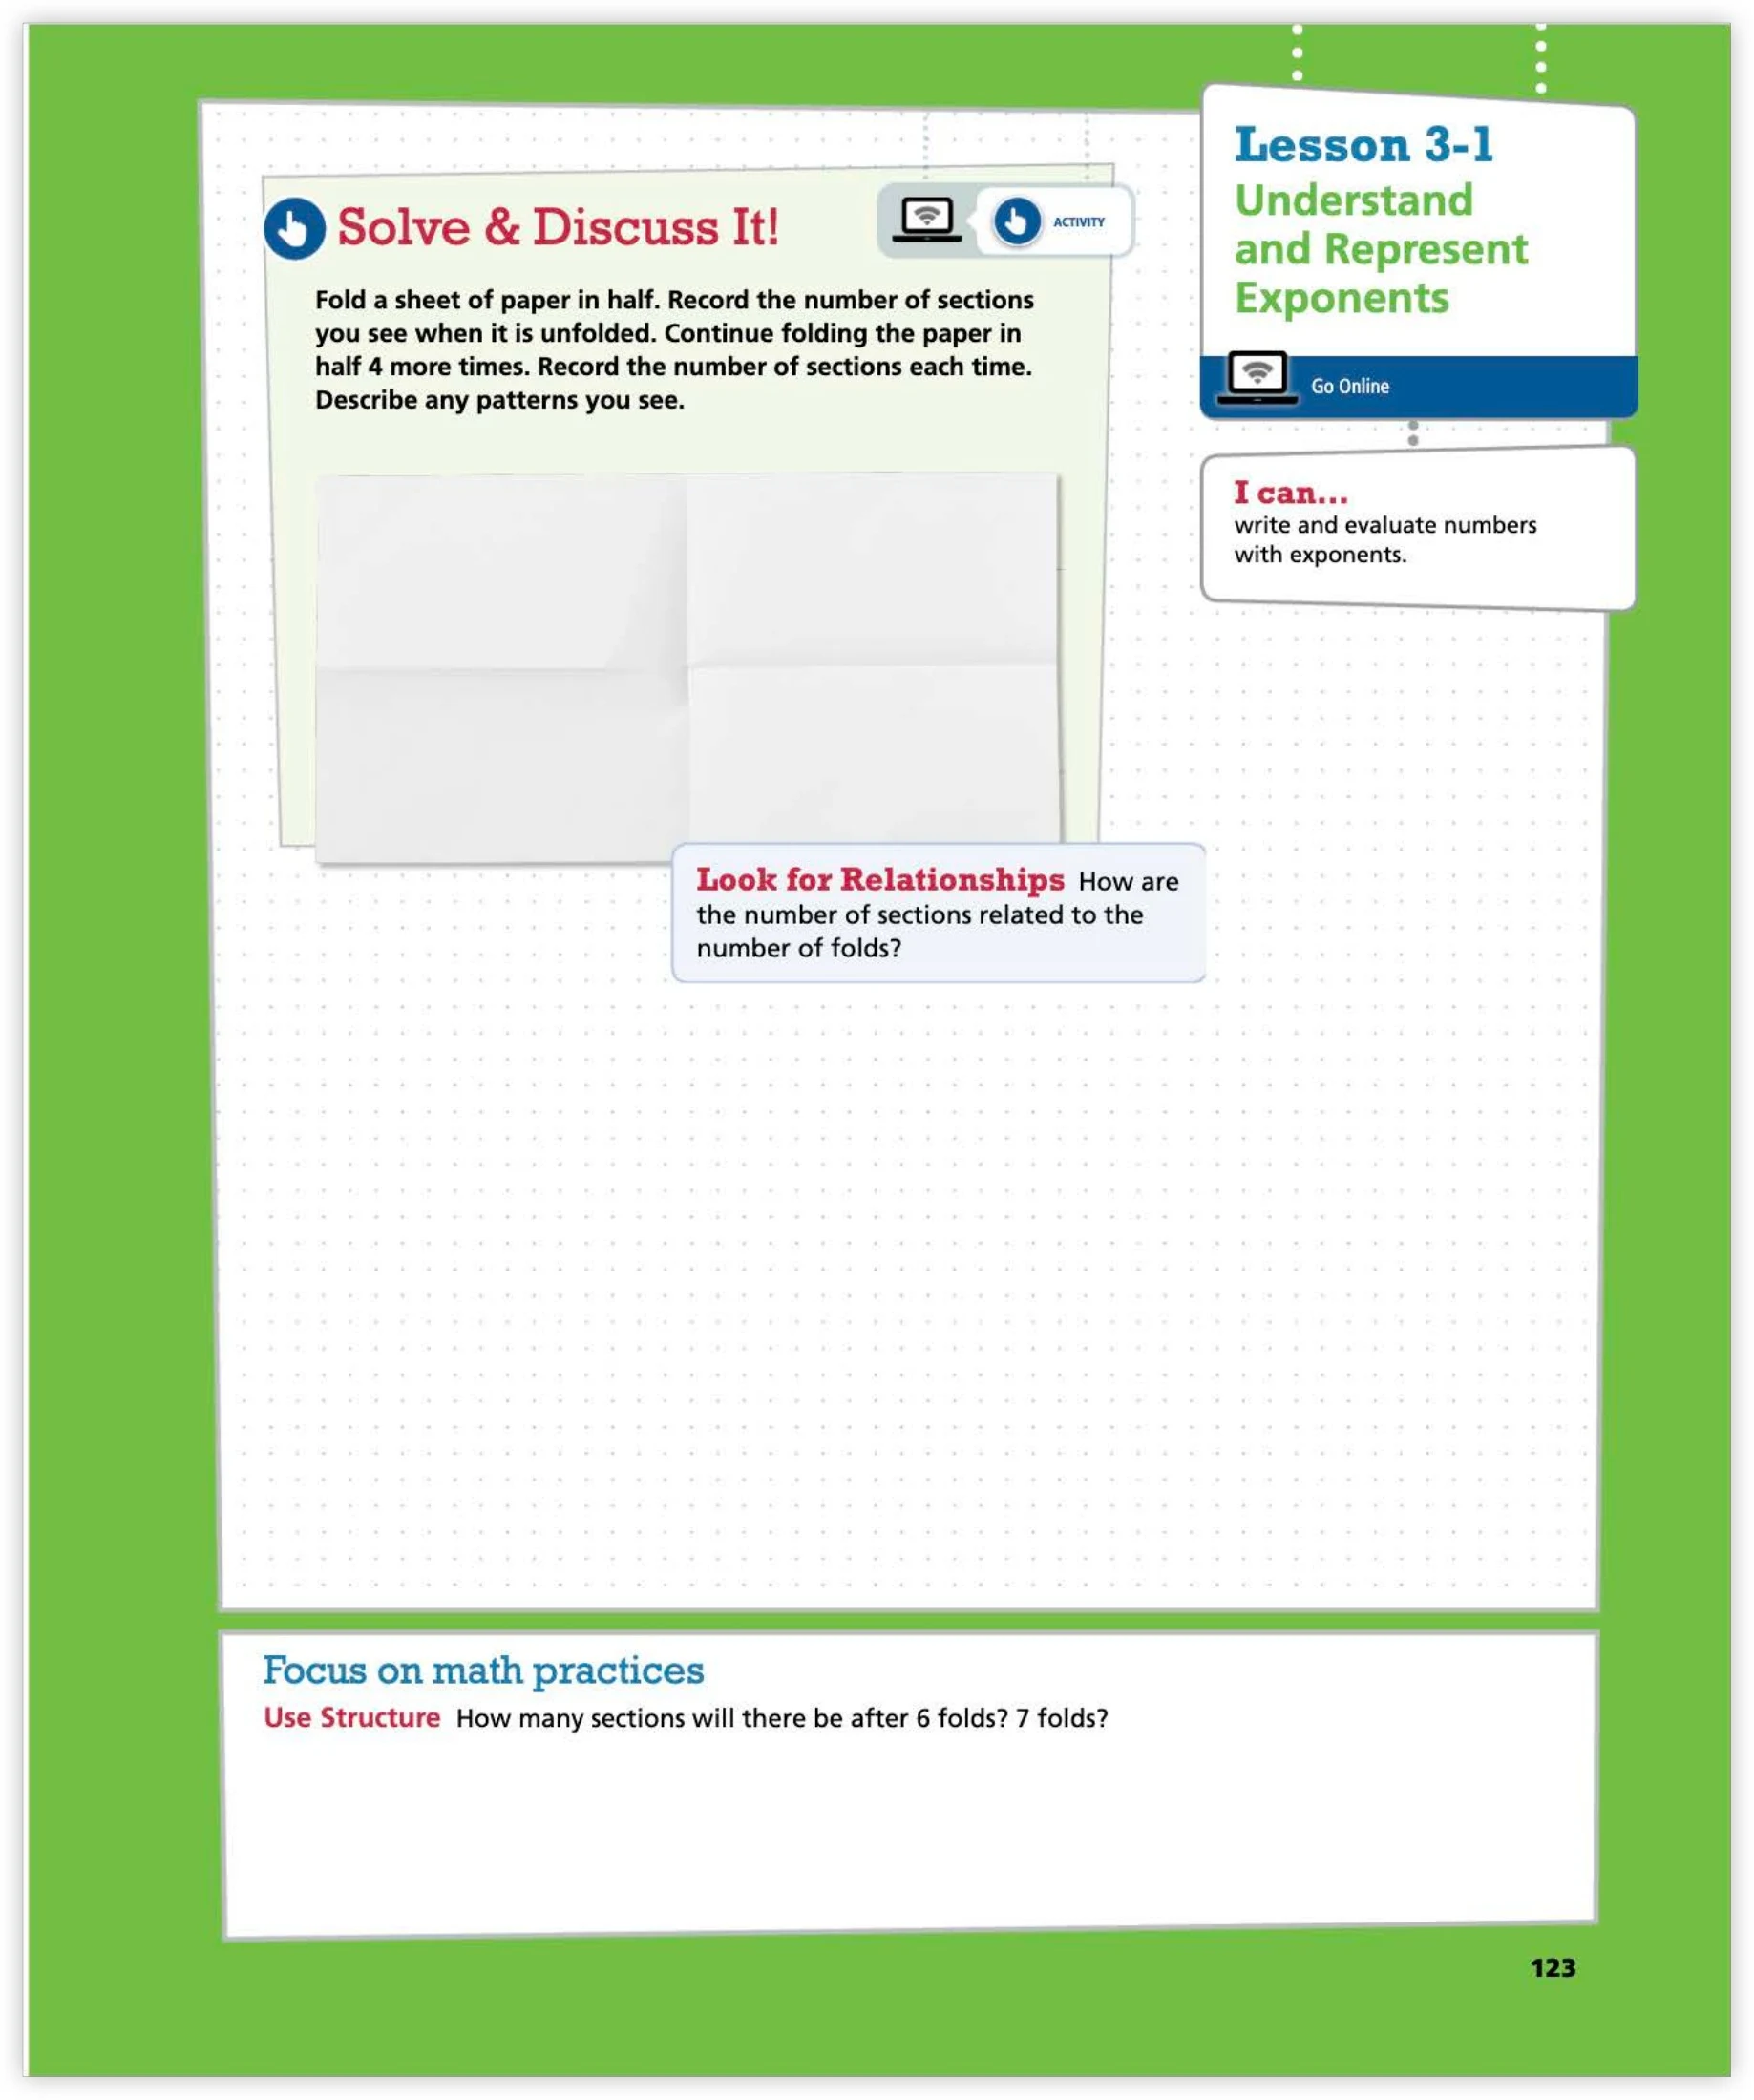 Lesson 3-1
Understand
and Represent
Exponents
Go Online
I can...
write and evaluate numbers
with exponents.
Solve & Discuss It!
ACTIVITY
Fold a sheet of paper in half. Record the number of sections
you see when it is unfolded. Continue folding the paper in
half 4 more times. Record the number of sections each time.
Describe any patterns you see.
Look for Relationships How are
the number of sections related to the
number of folds?
Focus on math practices
Use Structure How many sections will there be after 6 folds? 7 folds?
123